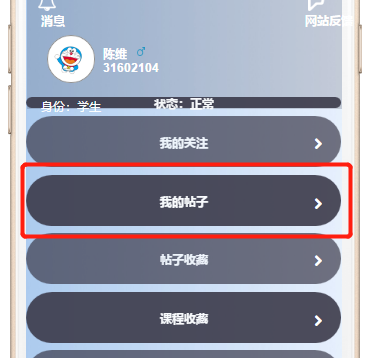 消息 网站反
陈维
31602104
身份：学生 状态：正常
我的关注
我的帖子
帖子收藏
课程收藏